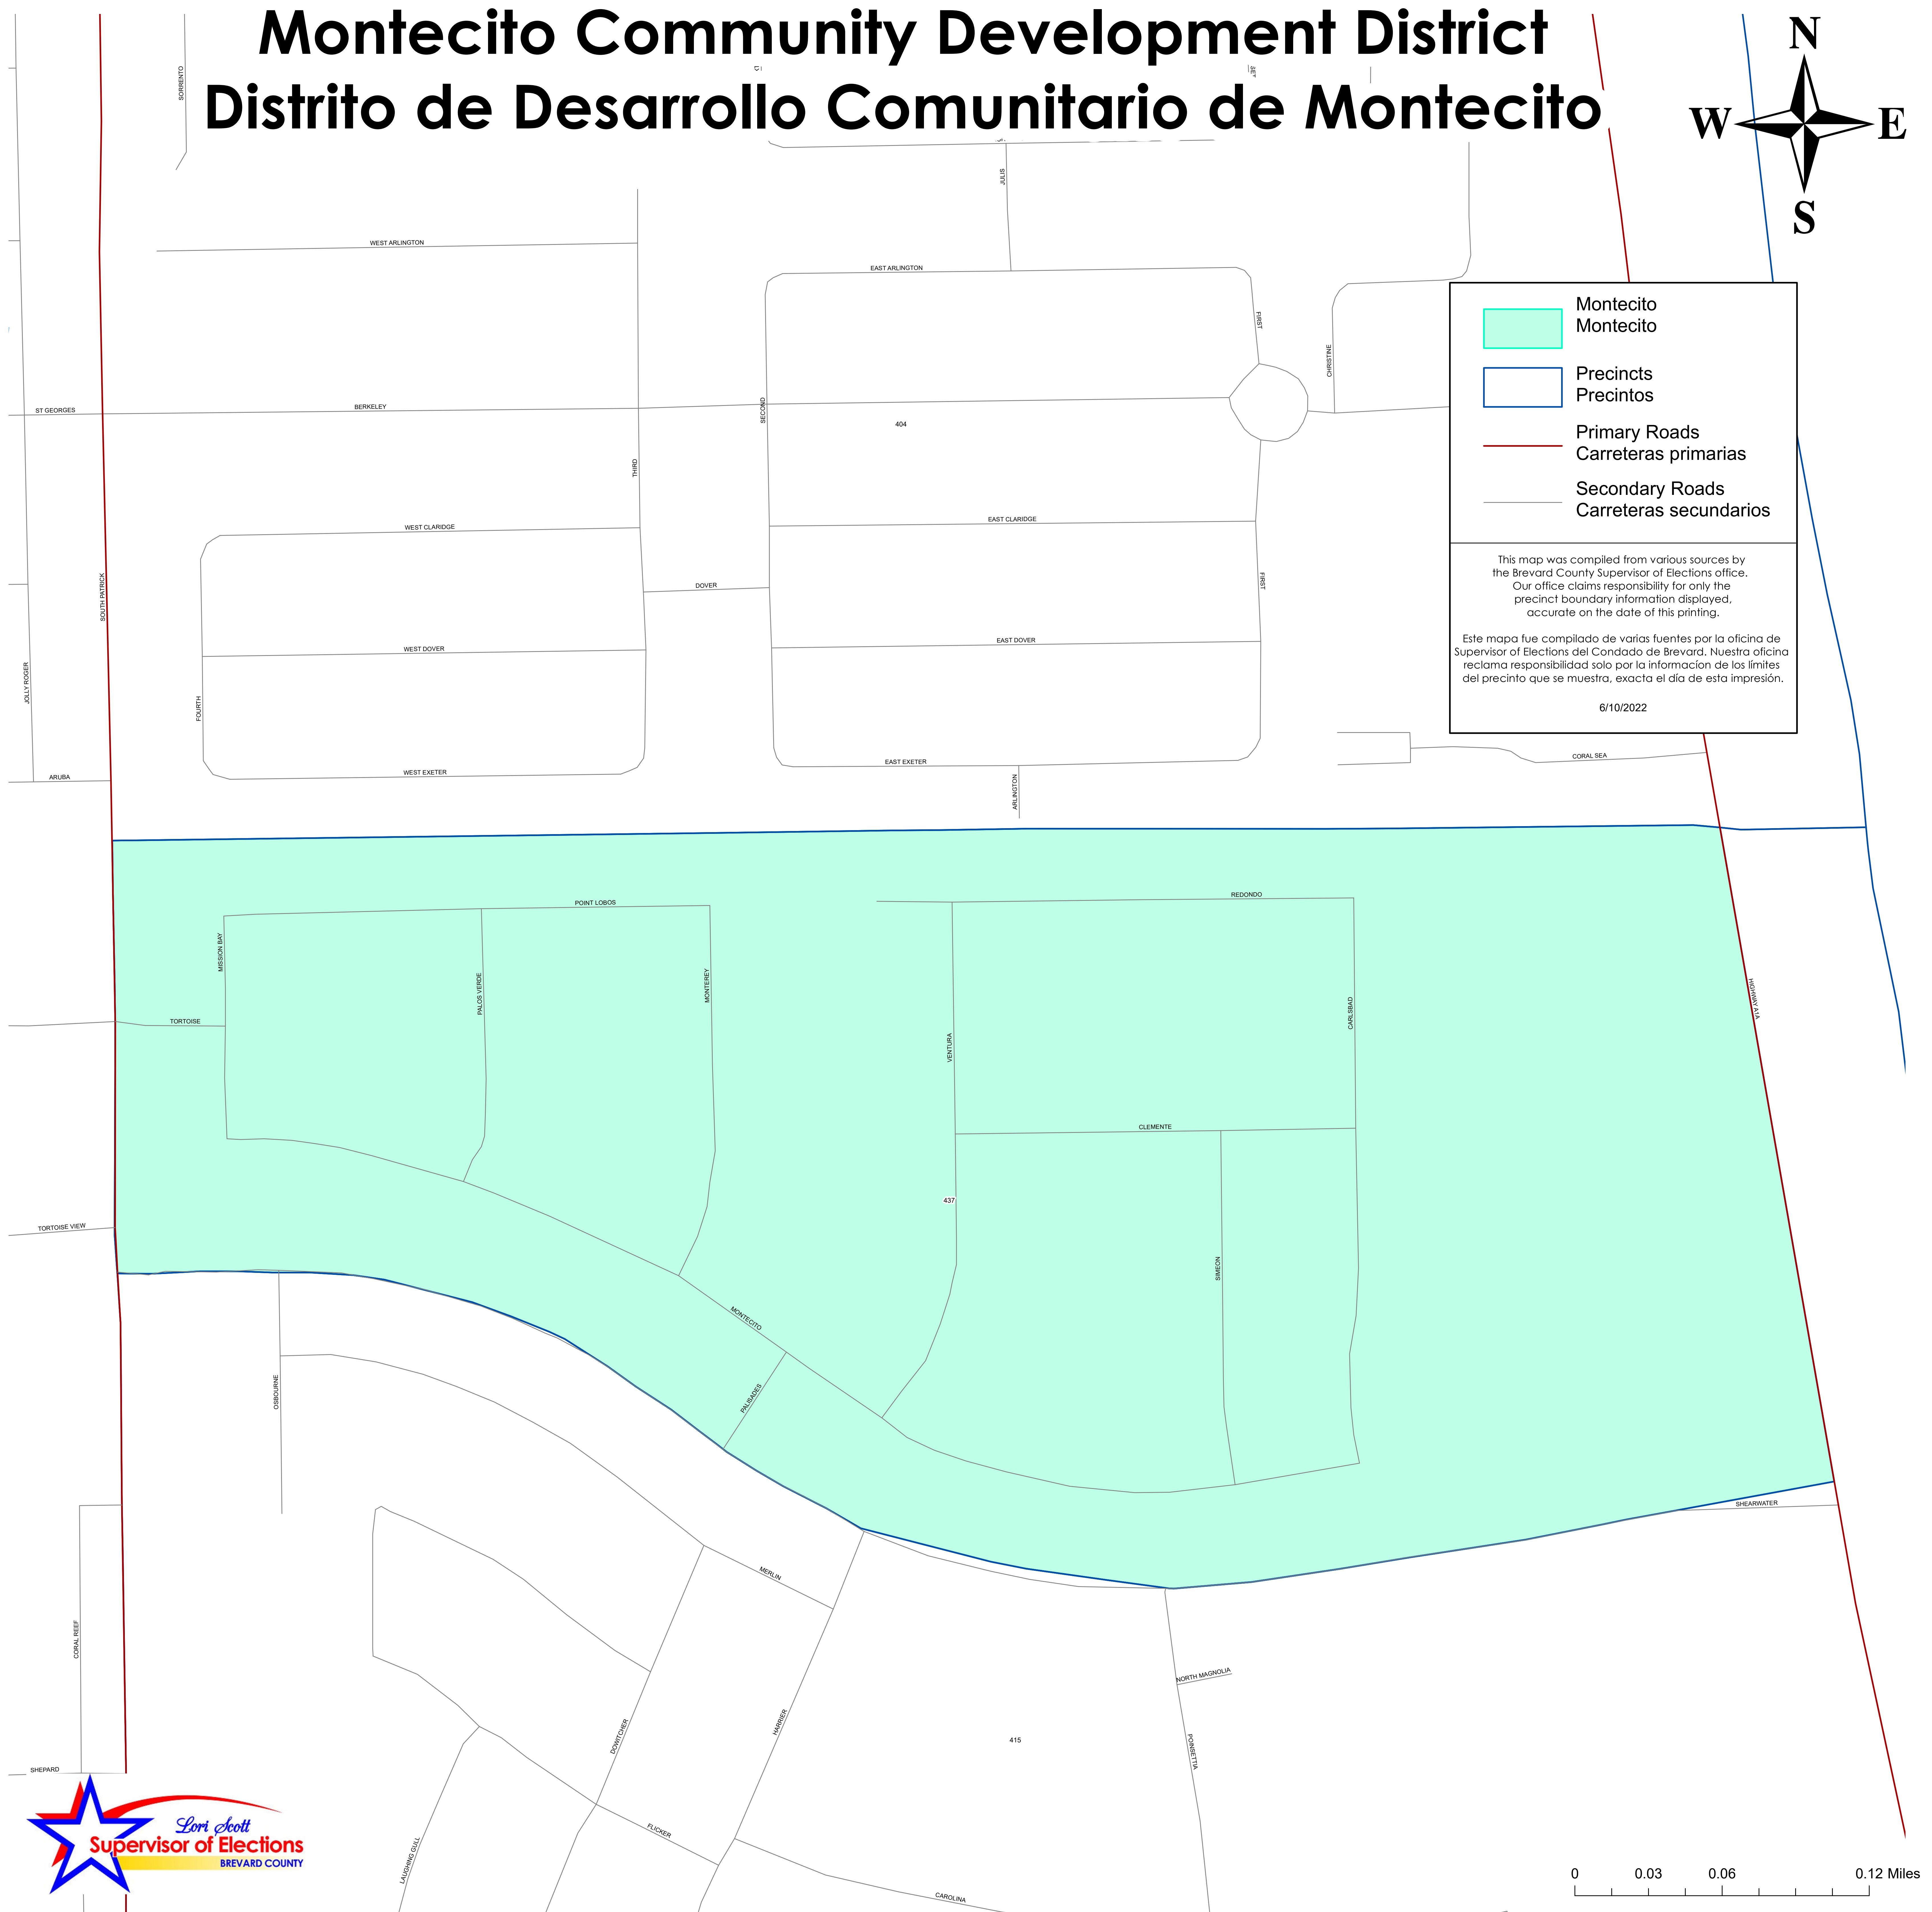 Montecito Community Development District
Distrito de Desarrollo Comunitario de Montecito
N
W
E
S
SORRENTO
JULIS
WEST ARLINGTON
EAST ARLINGTON
FIRST
CHRISTINE
ST GEORGES
BERKELEY
SECOND
404
THIRD
WEST CLARIDGE
EAST CLARIDGE
SOUTH PATRICK
DOVER
FIRST
WEST DOVER
EAST DOVER
JOLLY ROGER
FOURTH
WEST EXETER
EAST EXETER
ARUBA
ARLINGTON
CORAL SEA
Montecito
Montecito
Precincts
Precintos
Primary Roads
Carreteras primarias
Secondary Roads
Carreteras secundarios
This map was compiled from various sources by
the Brevard County Supervisor of Elections office.
Our office claims responsibility for only the
precinct boundary information displayed,
accurate on the date of this printing.
Este mapa fue compilado de varias fuentes por la oficina de
Supervisor of Elections del Condado de Brevard. Nuestra oficina
reclama responsibilidad solo por la informacíon de los límites
del precinto que se muestra, exacta el día de esta impresión.
6/10/2022
POINT LOBOS
REDONDO
MISSION BAY
PALOS VERDE
MONTEREY
VENTURA
CARLSBAD
HIGHWAY A1A
TORTOISE
CLEMENTE
437
TORTOISE VIEW
SIMEON
MONTECITO
PALISADES
OSBOURNE
SHEARWATER
MERLIN
CORAL REEF
NORTH MAGNOLIA
DOWITCHER
HARRIER
415
POINSETTIA
SHEPARD
LAUGHING GULL
FLICKER
CAROLINA
Lori Scott
Supervisor of Elections
BREVARD COUNTY
0 0.03 0.06 0.12 Miles